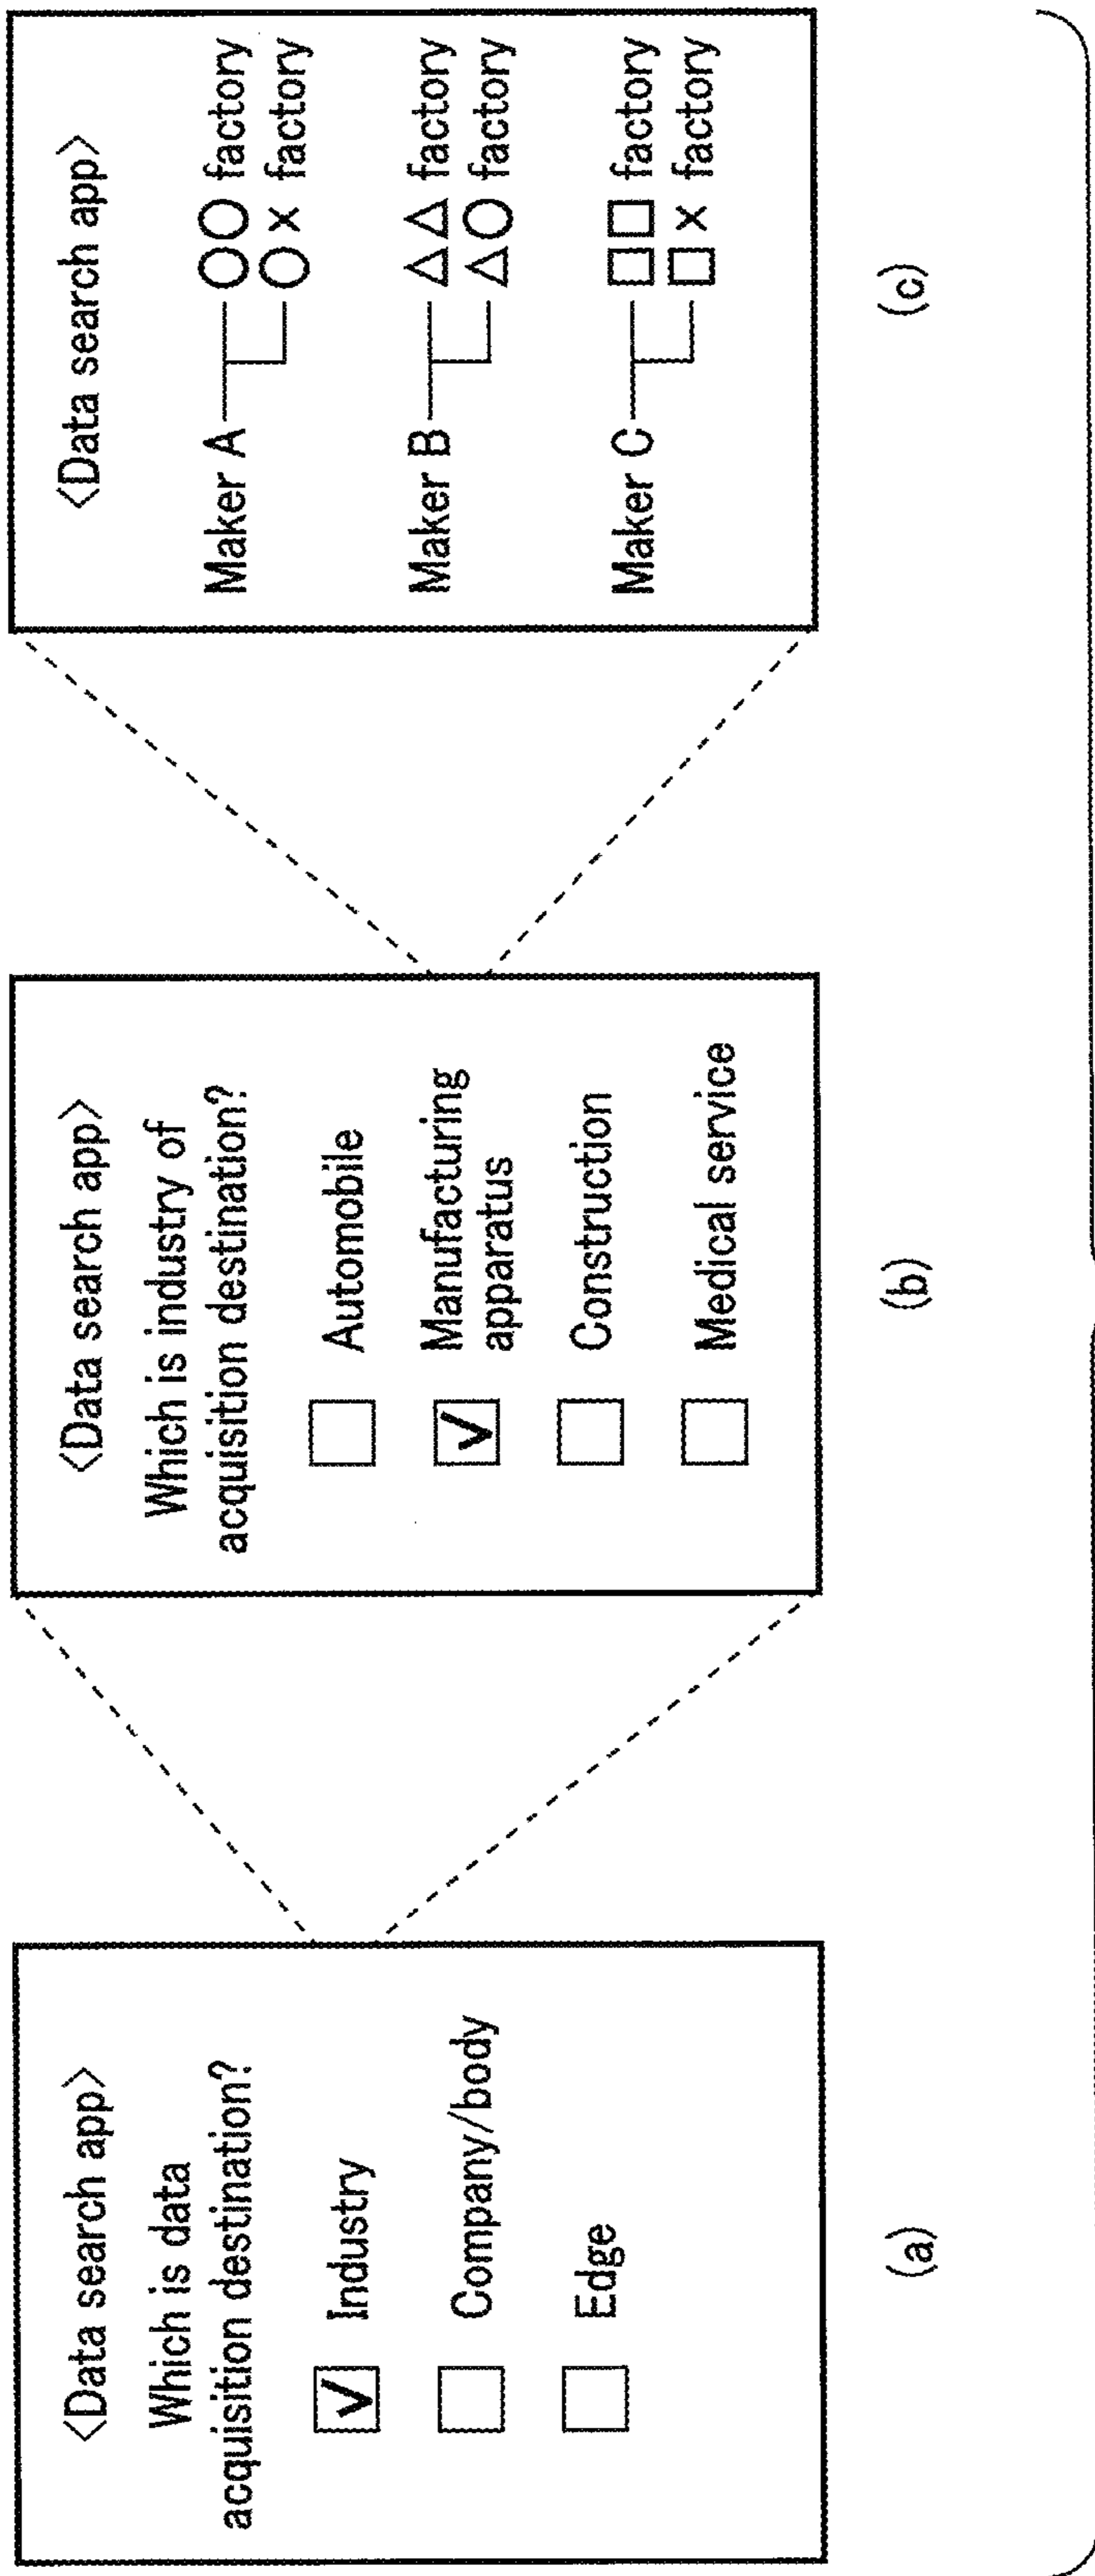 <Data search app>
Which is data
acquisition destination?
Industry
Company/body
Edge
(a)
<Data search app>
Which is industry of
acquisition destination?
Automobile
Manufacturing
apparatus
Construction
Medical service
(b)
<Data search app>
Maker A
○○ factory
○× factory
Maker B
△△ factory
△○ factory
Maker C
□□ factory
□× factory
(c)